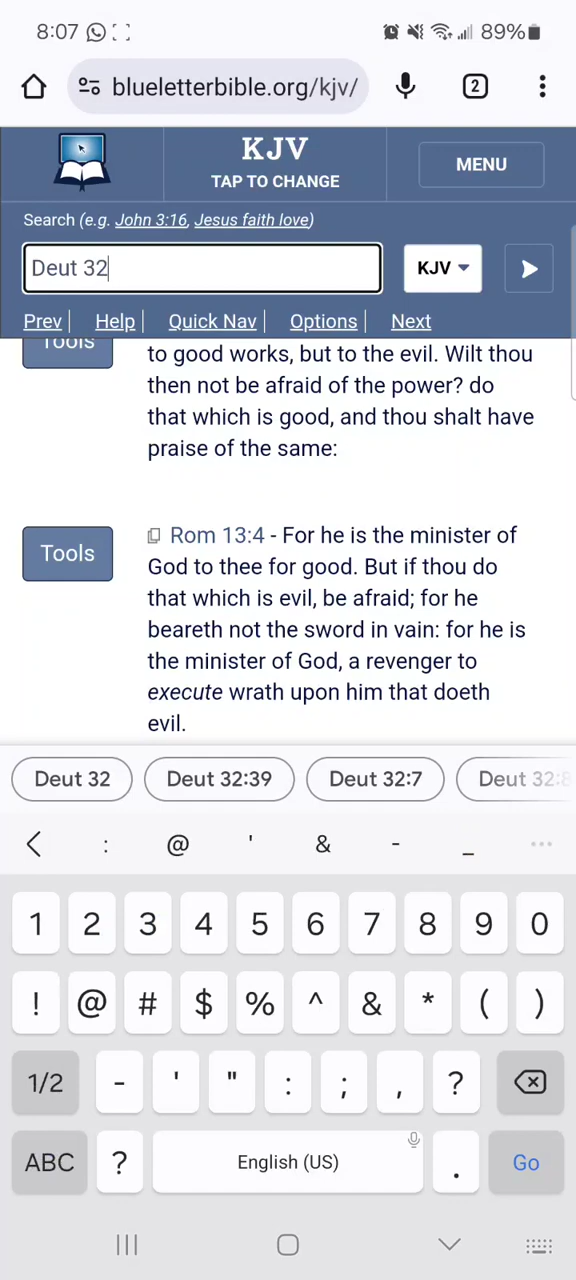 8:07 89%
blueletterbible.org/kjv/ 2
KJV
TAP TO CHANGE
MENU
Search (e.g. John 3:16, Jesus faith love)
Deut 32 KJV
Prev | Help | Quick Nav | Options | Next
Tools
to good works, but to the evil. Wilt thou
then not be afraid of the power? do
that which is good, and thou shalt have
praise of the same:
Tools
Rom 13:4 - For he is the minister of
God to thee for good. But if thou do
that which is evil, be afraid; for he
beareth not the sword in vain: for he is
the minister of God, a revenger to
execute wrath upon him that doeth
evil.
Deut 32 Deut 32:39 Deut 32:7 Deut 32:8
: @ ' & - _ ...
1 2 3 4 5 6 7 8 9 0
! @ # $ % ^ & * ( )
1/2 - ' " : ; , ?
ABC ? English (US) . Go